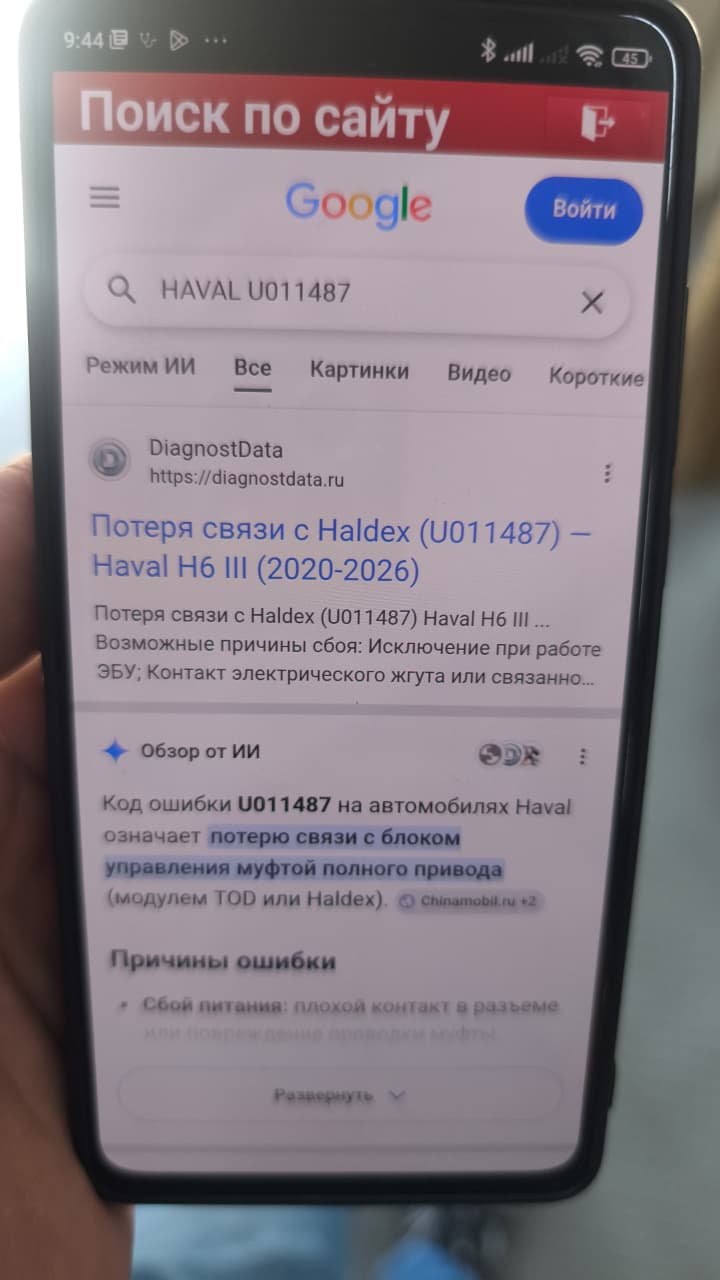 9:44
45
Поиск по сайту
Google
Войти
HAVAL U011487
Режим ИИ Все Картинки Видео Короткие
DiagnostData
https://diagnostdata.ru
Потеря связи с Haldex (U011487) —
Haval H6 III (2020-2026)
Потеря связи с Haldex (U011487) Haval H6 III ...
Возможные причины сбоя: Исключение при работе
ЭБУ; Контакт электрического жгута или связанно...
Обзор от ИИ
Код ошибки U011487 на автомобилях Haval
означает потерю связи с блоком
управления муфтой полного привода
(модулем TOD или Haldex). Chinamobil.ru +2
Причины ошибки
• Сбой питания: плохой контакт в разъеме
или повреждение проводки муфты.
Развернуть